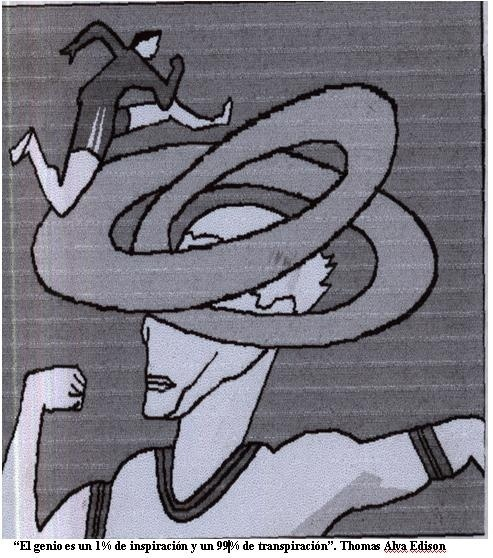 “El genio es un 1% de inspiración y un 99% de transpiración”. Thomas Alva Edison